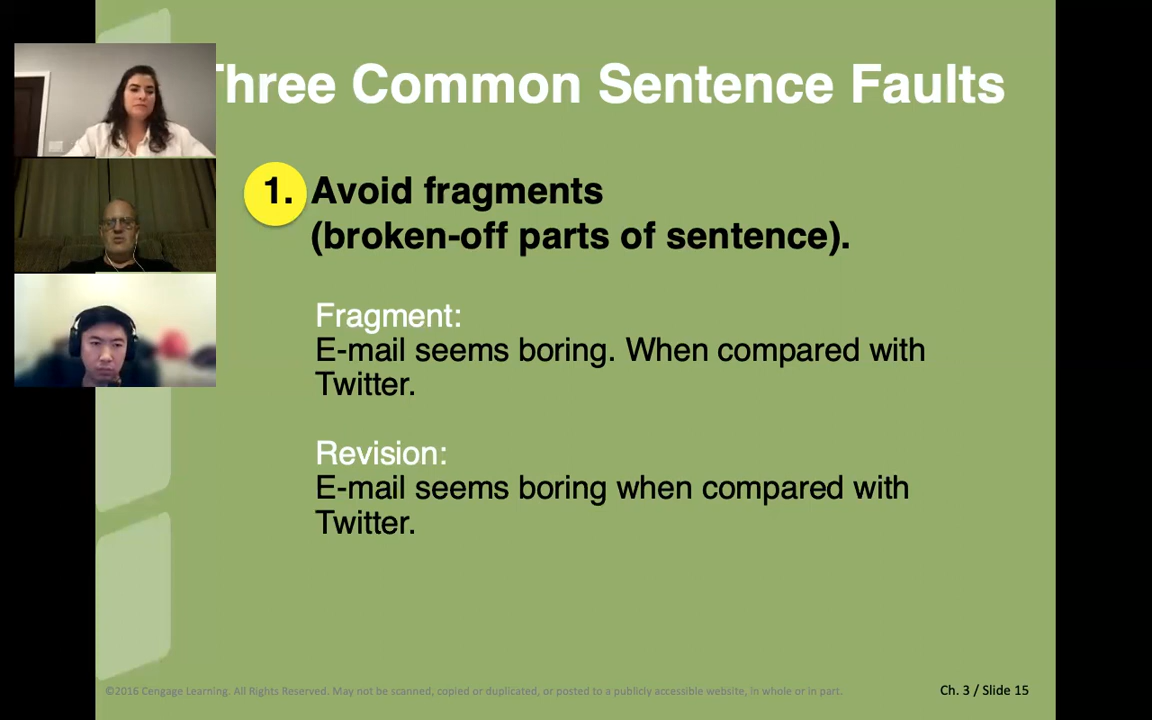 Three Common Sentence Faults
1. Avoid fragments
(broken-off parts of sentence).
Fragment:
E-mail seems boring. When compared with
Twitter.
Revision:
E-mail seems boring when compared with
Twitter.
©2016 Cengage Learning. All Rights Reserved. May not be scanned, copied or duplicated, or posted to a publicly accessible website, in whole or in part.
Ch. 3 / Slide 15